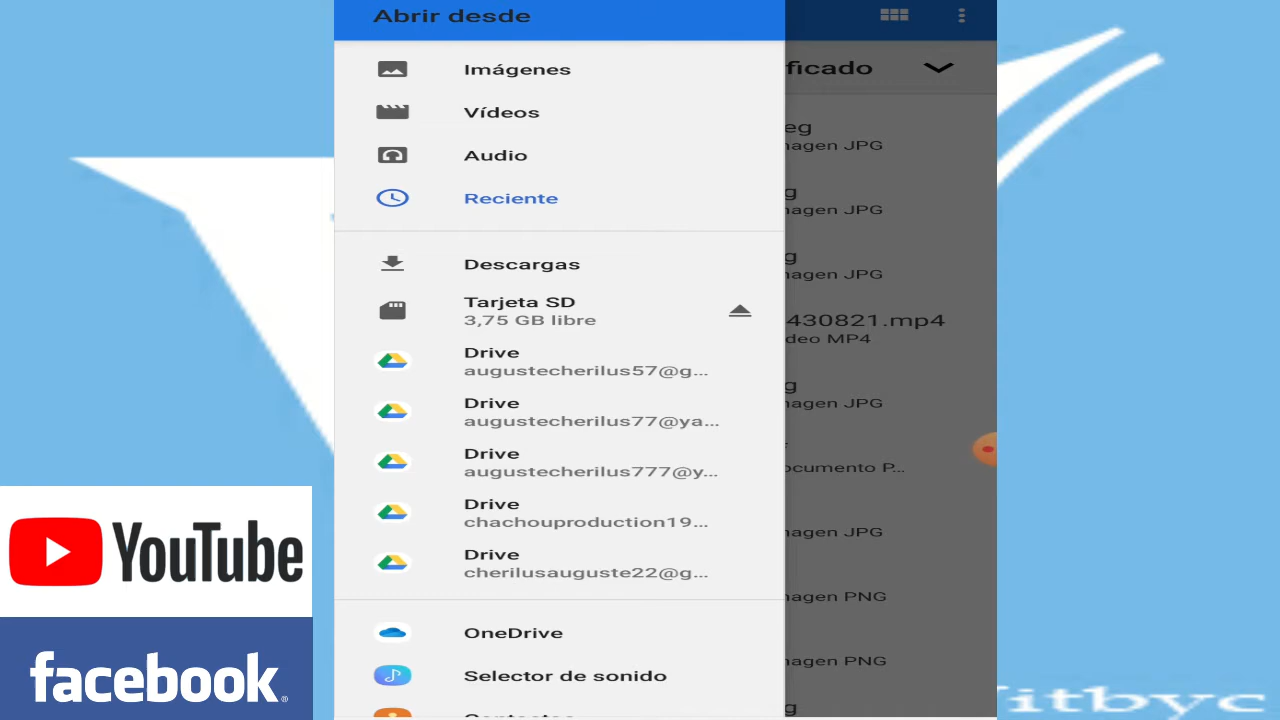 Abrir desde
Imágenes
Vídeos
Audio
Reciente
Descargas
Tarjeta SD
3,75 GB libre
Drive
augustecherilus57@g...
Drive
augustecherilus77@ya...
Drive
augustecherilus777@y...
Drive
chachouproduction19...
Drive
cherilusauguste22@g...
OneDrive
Selector de sonido
ficado
eg
nagen JPG
g
nagen JPG
g
nagen JPG
430821.mp4
deo MP4
g
nagen JPG
ocumento P...
nagen JPG
nagen PNG
nagen PNG
g
YouTube
facebook®